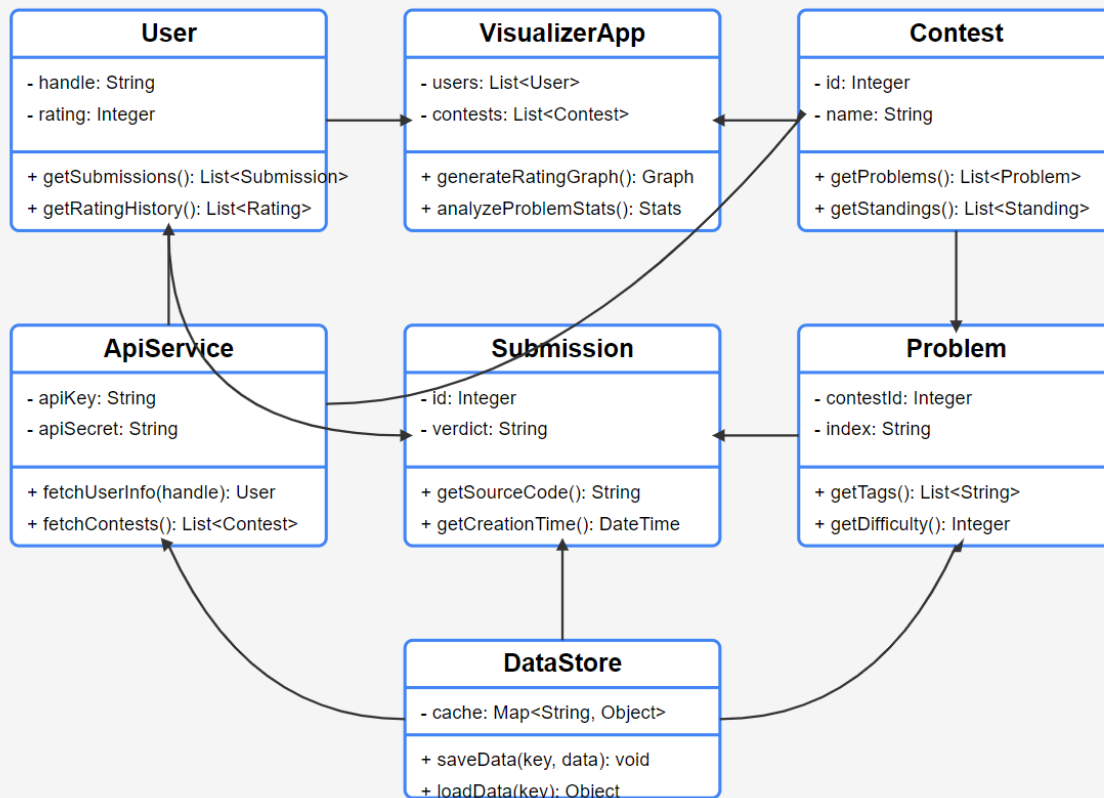 User
- handle: String
- rating: Integer
+ getSubmissions(): List<Submission>
+ getRatingHistory(): List<Rating>
VisualizerApp
- users: List<User>
- contests: List<Contest>
+ generateRatingGraph(): Graph
+ analyzeProblemStats(): Stats
Contest
- id: Integer
- name: String
+ getProblems(): List<Problem>
+ getStandings(): List<Standing>
ApiService
- apiKey: String
- apiSecret: String
+ fetchUserInfo(handle): User
+ fetchContests(): List<Contest>
Submission
- id: Integer
- verdict: String
+ getSourceCode(): String
+ getCreationTime(): DateTime
Problem
- contestId: Integer
- index: String
+ getTags(): List<String>
+ getDifficulty(): Integer
DataStore
- cache: Map<String, Object>
+ saveData(key, data): void
+ loadData(key): Object